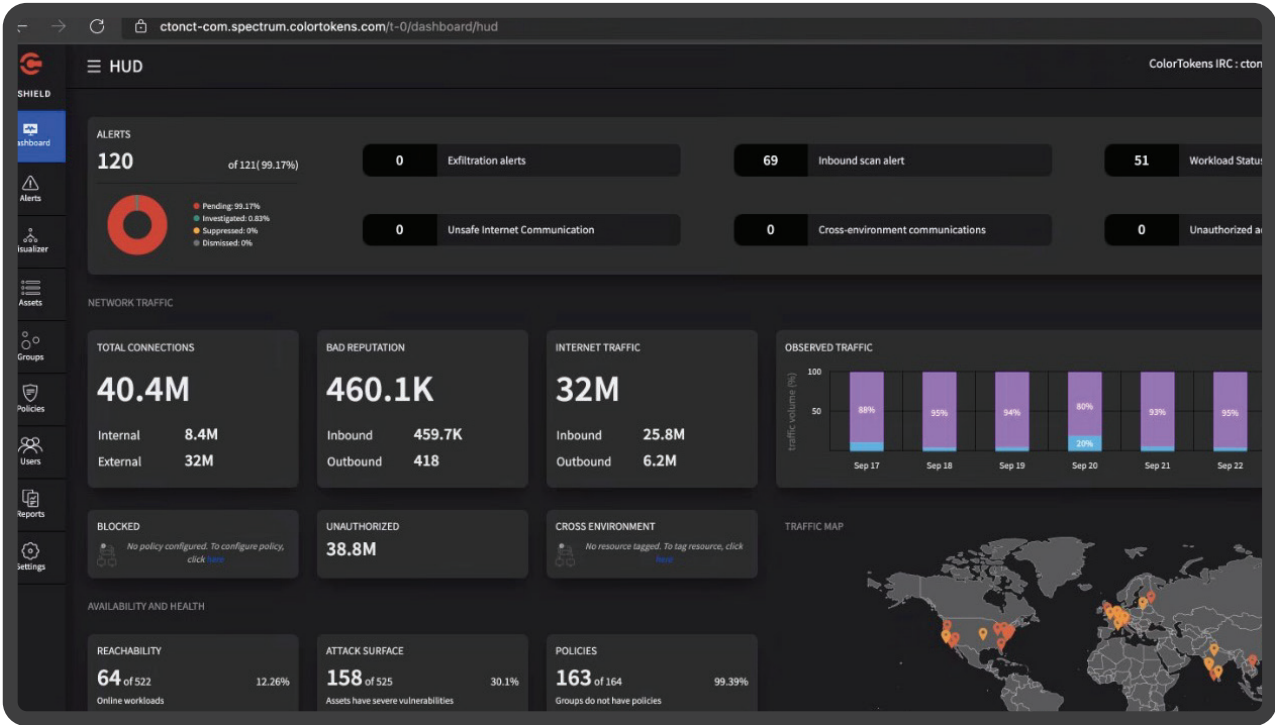 ctonct-com.spectrum.colortokens.com/t-0/dashboard/hud
HUD
ColorTokens IRC : cton
SHIELD
ashboard
Alerts
isualizer
Assets
Groups
Policies
Users
Reports
ettings
ALERTS
120
of 121( 99.17%)
Pending: 99.17%
Investigated: 0.83%
Suppressed: 0%
Dismissed: 0%
0 Exfiltration alerts
69 Inbound scan alert
51 Workload Status
0 Unsafe Internet Communication
0 Cross-environment communications
0 Unauthorized a
NETWORK TRAFFIC
TOTAL CONNECTIONS
40.4M
Internal 8.4M
External 32M
BAD REPUTATION
460.1K
Inbound 459.7K
Outbound 418
INTERNET TRAFFIC
32M
Inbound 25.8M
Outbound 6.2M
OBSERVED TRAFFIC
traffic volume (%)
100
50
88% 95% 94% 80% 93% 95%
20%
Sep 17 Sep 18 Sep 19 Sep 20 Sep 21 Sep 22
BLOCKED
No policy configured. To configure policy,
click here
UNAUTHORIZED
38.8M
CROSS ENVIRONMENT
No resource tagged. To tag resource, click
here
TRAFFIC MAP
AVAILABILITY AND HEALTH
REACHABILITY
64 of 522 12.26%
Online workloads
ATTACK SURFACE
158 of 525 30.1%
Assets have severe vulnerabilities
POLICIES
163 of 164 99.39%
Groups do not have policies